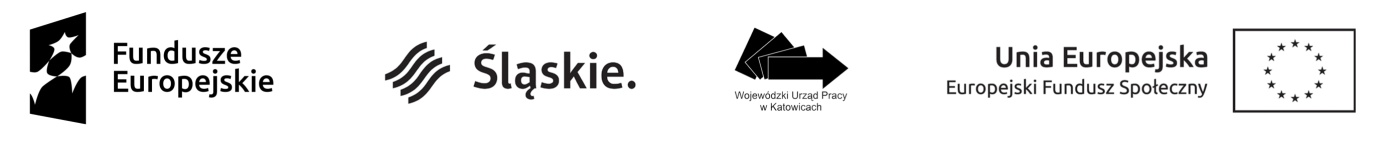 Fundusze
Europejskie
Śląskie.
Wojewódzki Urząd Pracy
w Katowicach
Unia Europejska
Europejski Fundusz Społeczny